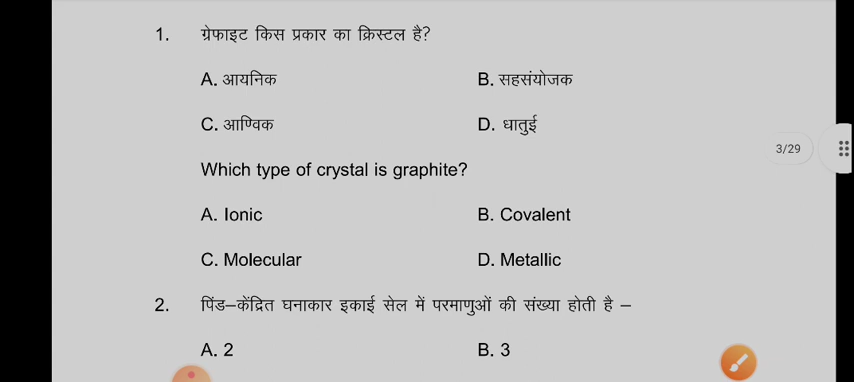 1. ग्रेफाइट किस प्रकार का क्रिस्टल है?
A. आयनिक B. सहसंयोजक
C. आण्विक D. धातुई
3/29
Which type of crystal is graphite?
A. Ionic B. Covalent
C. Molecular D. Metallic
2. पिंड–केंद्रित घनाकार इकाई सेल में परमाणुओं की संख्या होती है –
A. 2 B. 3